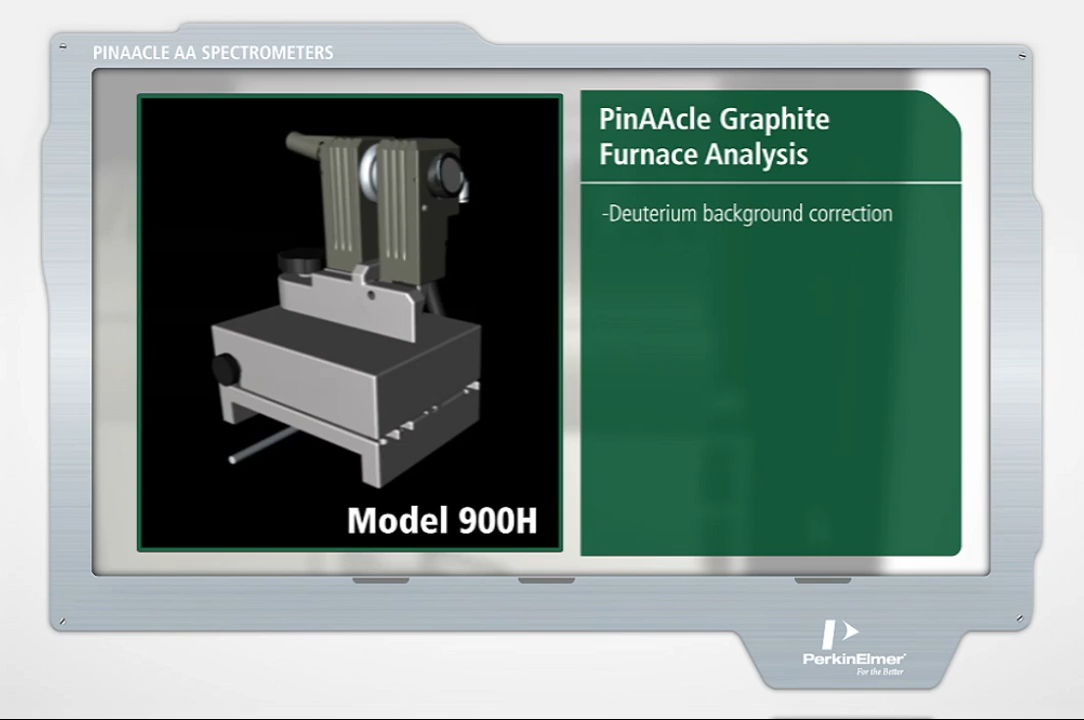 PINAACLE AA SPECTROMETERS
PinAAcle Graphite
Furnace Analysis
-Deuterium background correction
Model 900H
PerkinElmer
For the Better